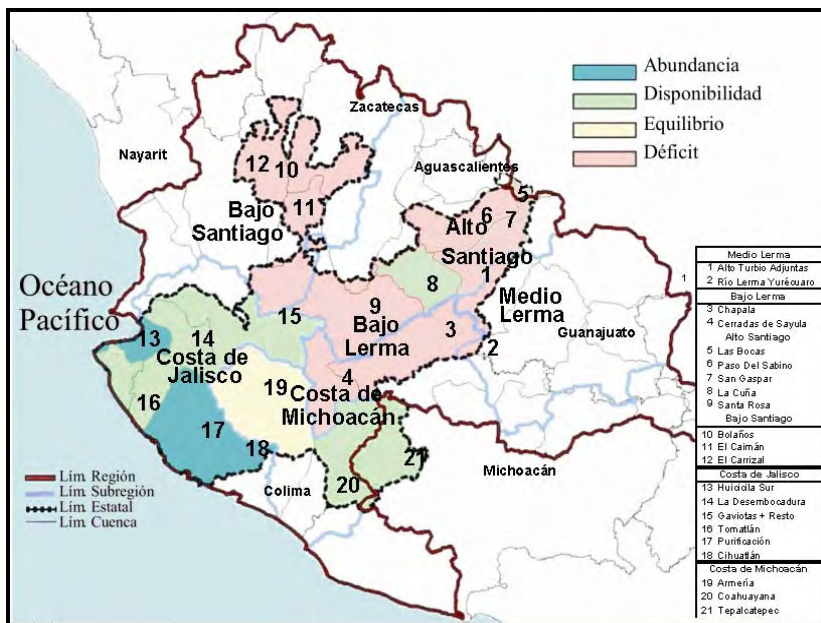 Abundancia
Disponibilidad
Equilibrio
Déficit
Zacatecas
Nayarit
Aguascalientes
12
10
11
5
6
7
Bajo
Santiago
Alto
Santiago
8
1
Océano
Pacífico
9
Medio
Lerma
Guanajuato
13
14
15
Bajo
Lerma
3
2
Costa de
Jalisco
4
19
Costa de
Michoacán
16
17
18
21
20
Colima
Michoacán
Lím. Región
Lím. Subregión
Lím. Estatal
Lím. Cuenca
1
Medio Lerma
1 Alto Turbio Adjuntas
2 Río Lerma Yurécuaro
Bajo Lerma
3 Chapala
4 Cerradas de Sayula
Alto Santiago
5 Las Bocas
6 Paso Del Sabino
7 San Gaspar
8 La Cuña
9 Santa Rosa
Bajo Santiago
10 Bolaños
11 El Caimán
12 El Carrizal
Costa de Jalisco
13 Huicicila Sur
14 La Desembocadura
15 Gaviotas + Resto
16 Tomatlán
17 Purificación
18 Cihuatlán
Costa de Michoacán
19 Armería
20 Coahuayana
21 Tepalcatepec